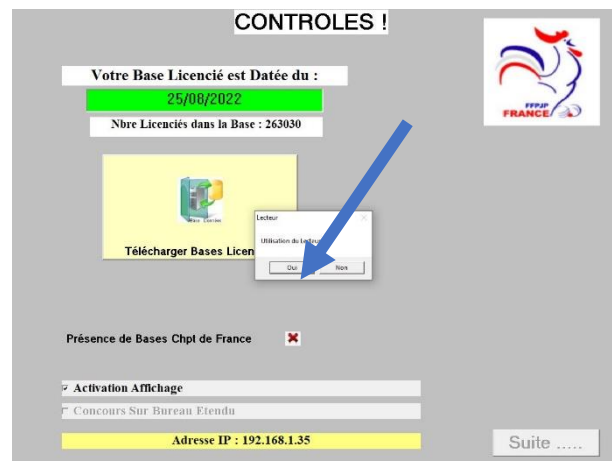 CONTROLES !
Votre Base Licencié est Datée du :
25/08/2022
Nbre Licenciés dans la Base : 263030
FFPJP
FRANCE
Lecteur
Utilisation du
Télécharger Bases Licen
Oui
Non
Présence de Bases Chpt de France
Activation Affichage
Concours Sur Bureau Etendu
Adresse IP : 192.168.1.35
Suite .....